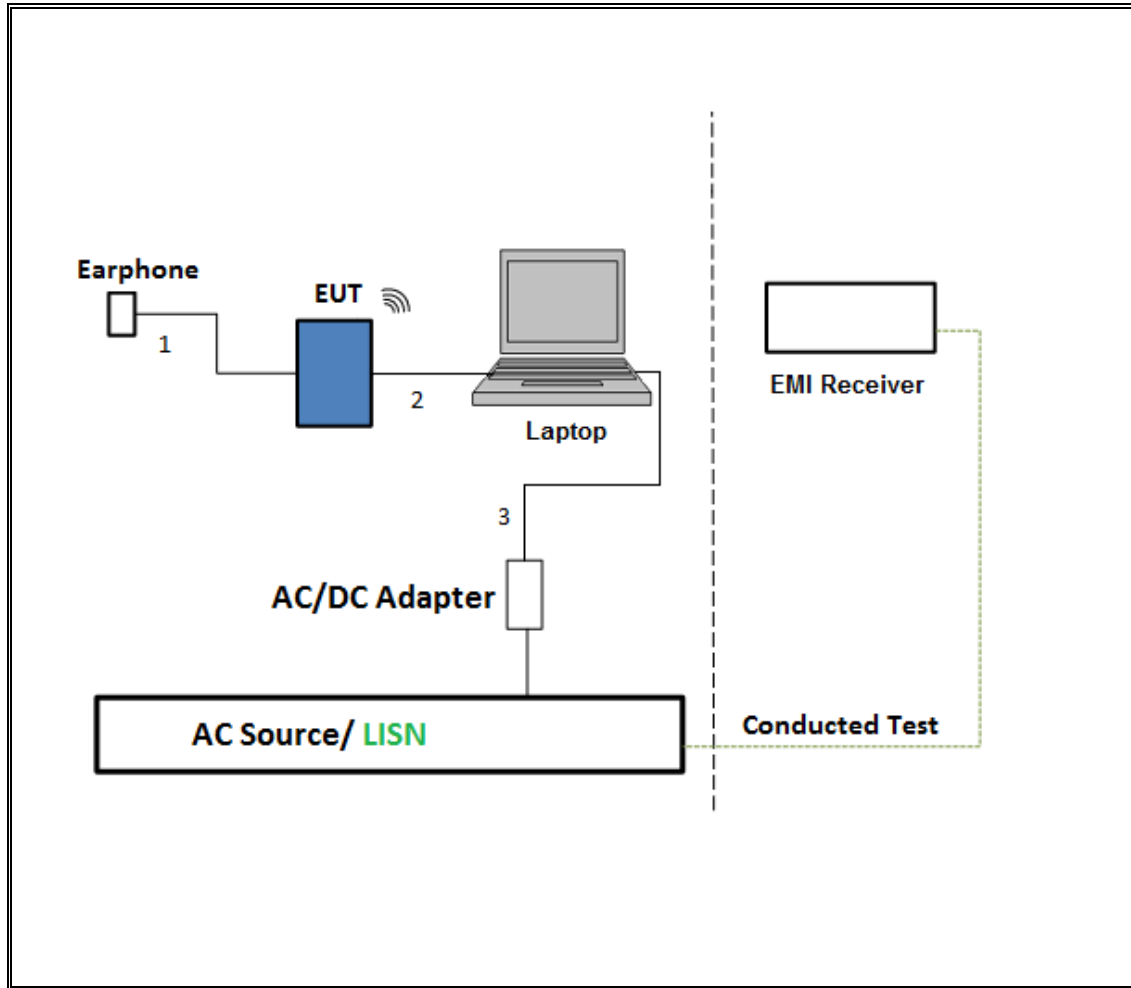 Earphone
1
EUT
2
Laptop
EMI Receiver
3
AC/DC Adapter
AC Source/ LISN
Conducted Test